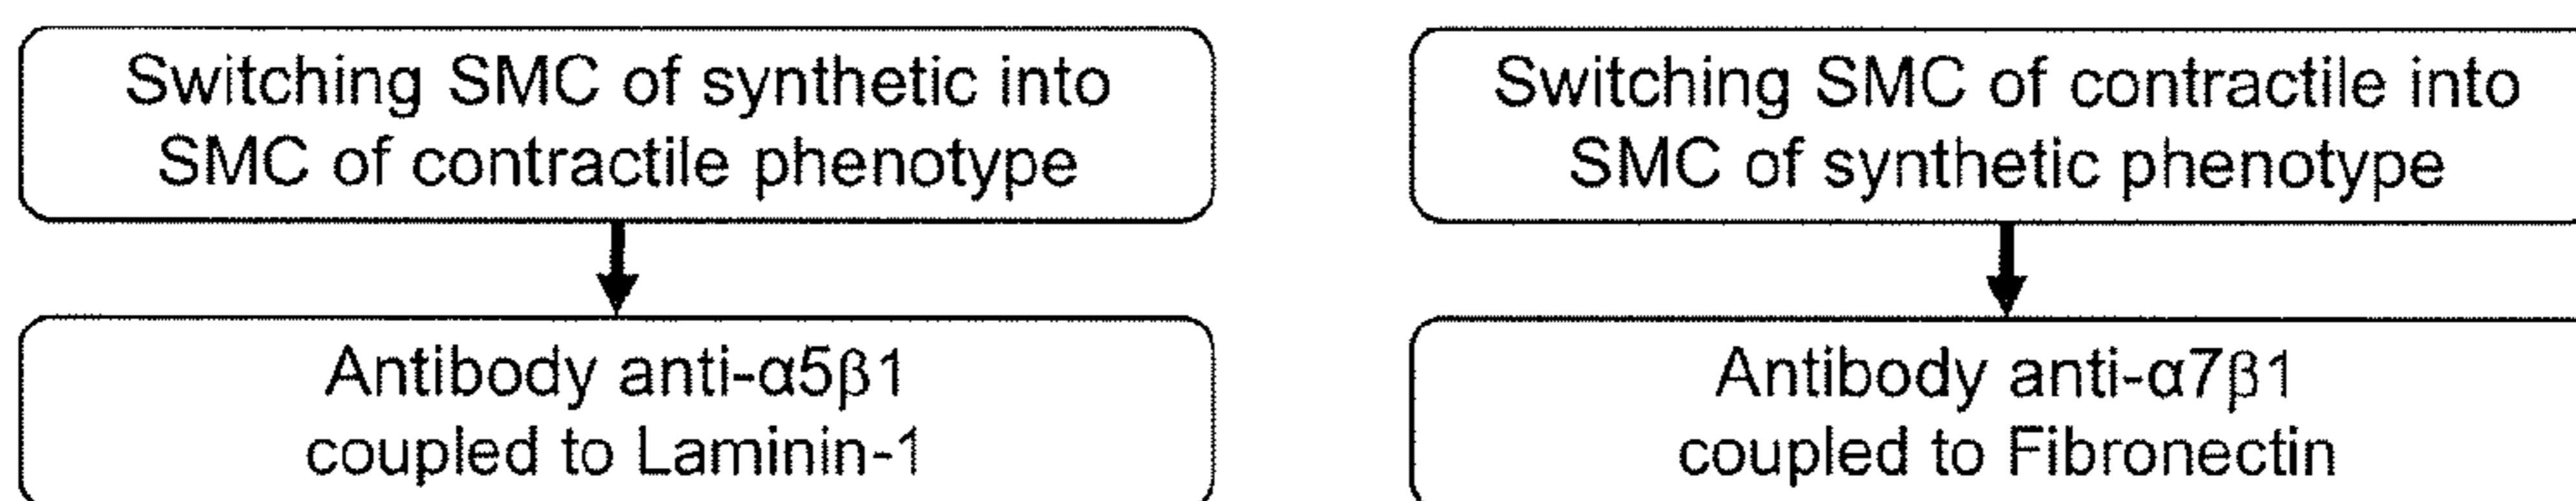 Switching SMC of synthetic into
SMC of contractile phenotype
Switching SMC of contractile into
SMC of synthetic phenotype
Antibody anti-α5β1
coupled to Laminin-1
Antibody anti-α7β1
coupled to Fibronectin